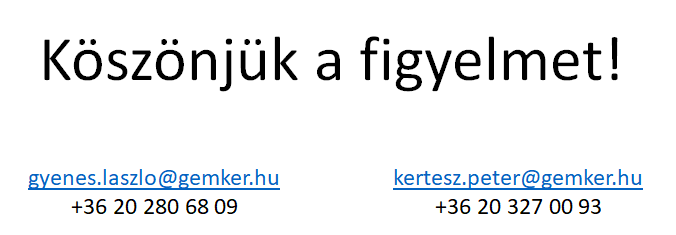 Köszönjük a figyelmet!
gyenes.laszlo@gemker.hu
+36 20 280 68 09
kertesz.peter@gemker.hu
+36 20 327 00 93